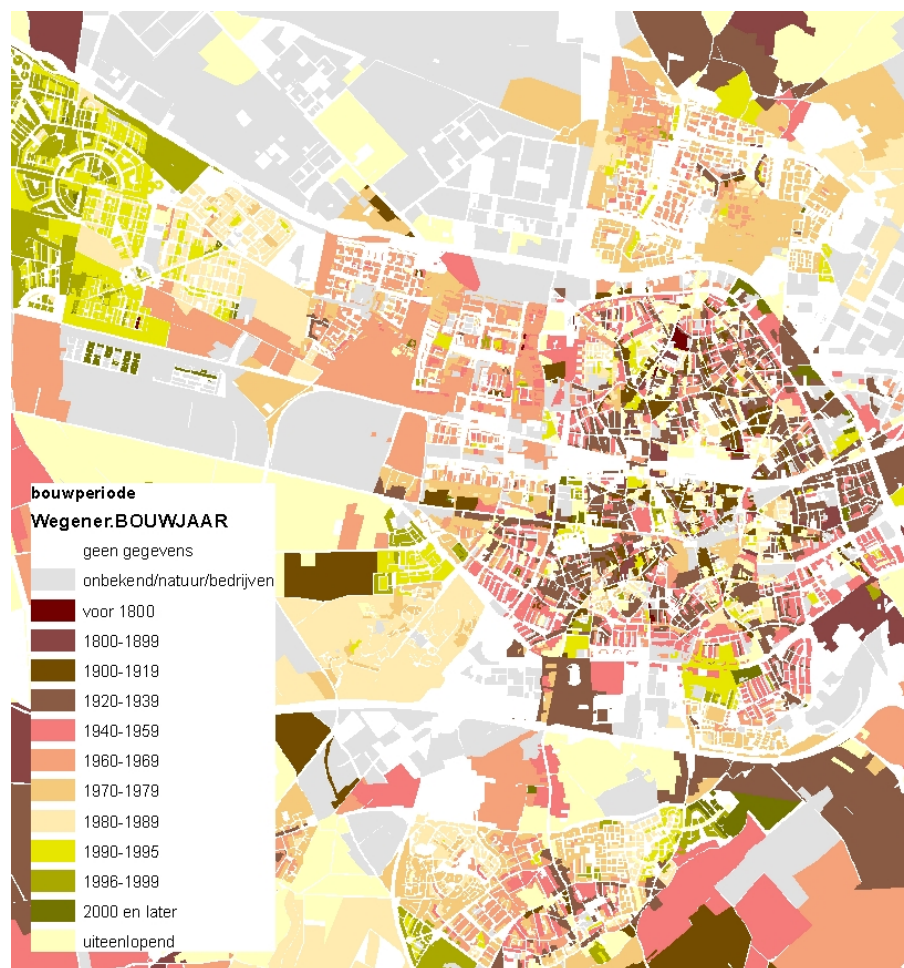 bouwperiode
Wegener.BOUWJAAR
geen gegevens
onbekend/natuur/bedrijven
voor 1800
1800-1899
1900-1919
1920-1939
1940-1959
1960-1969
1970-1979
1980-1989
1990-1995
1996-1999
2000 en later
uiteenlopend